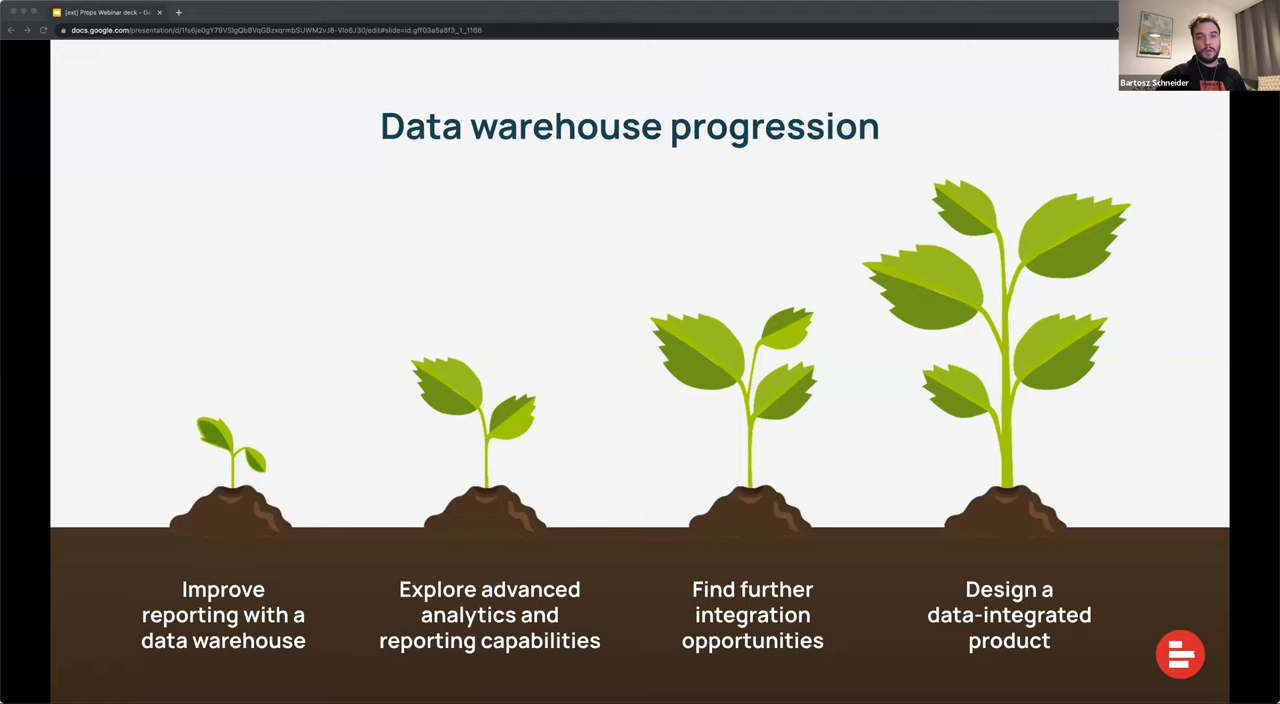 [ext] Props Webinar deck - Go
docs.google.com/presentation/d/1fs6je0gY79VSlgQb8VqGBzxqrmbSUWM2vJ8-Vlo6J30/edit#slide=id.gff03a5a8f3_1_1166
Bartosz Schneider
Data warehouse progression
Improve
reporting with a
data warehouse
Explore advanced
analytics and
reporting capabilities
Find further
integration
opportunities
Design a
data-integrated
product